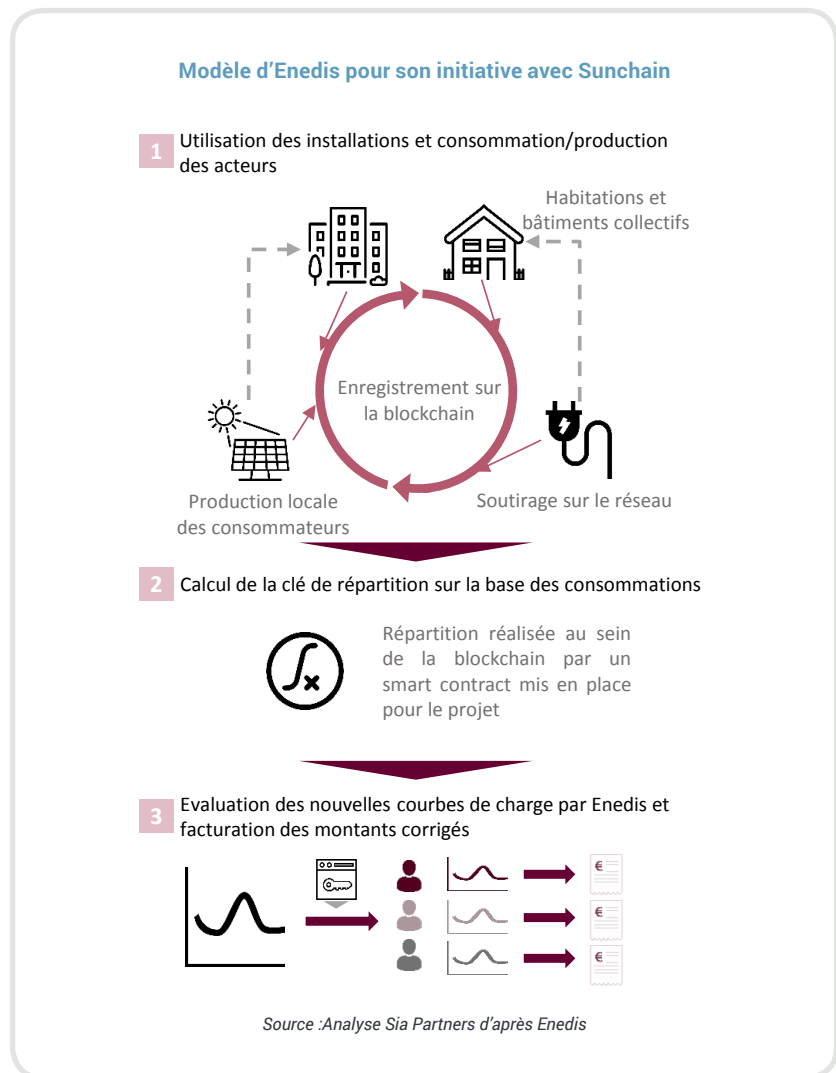 Modèle d'Enedis pour son initiative avec Sunchain
1
Utilisation des installations et consommation/production
des acteurs
Habitations et
bâtiments collectifs
Enregistrement sur
la blockchain
Production locale
des consommateurs
Soutirage sur le réseau
2
Calcul de la clé de répartition sur la base des consommations
Répartition réalisée au sein
de la blockchain par un
smart contract mis en place
pour le projet
3
Evaluation des nouvelles courbes de charge par Enedis et
facturation des montants corrigés
€
€
€
Source :Analyse Sia Partners d'après Enedis